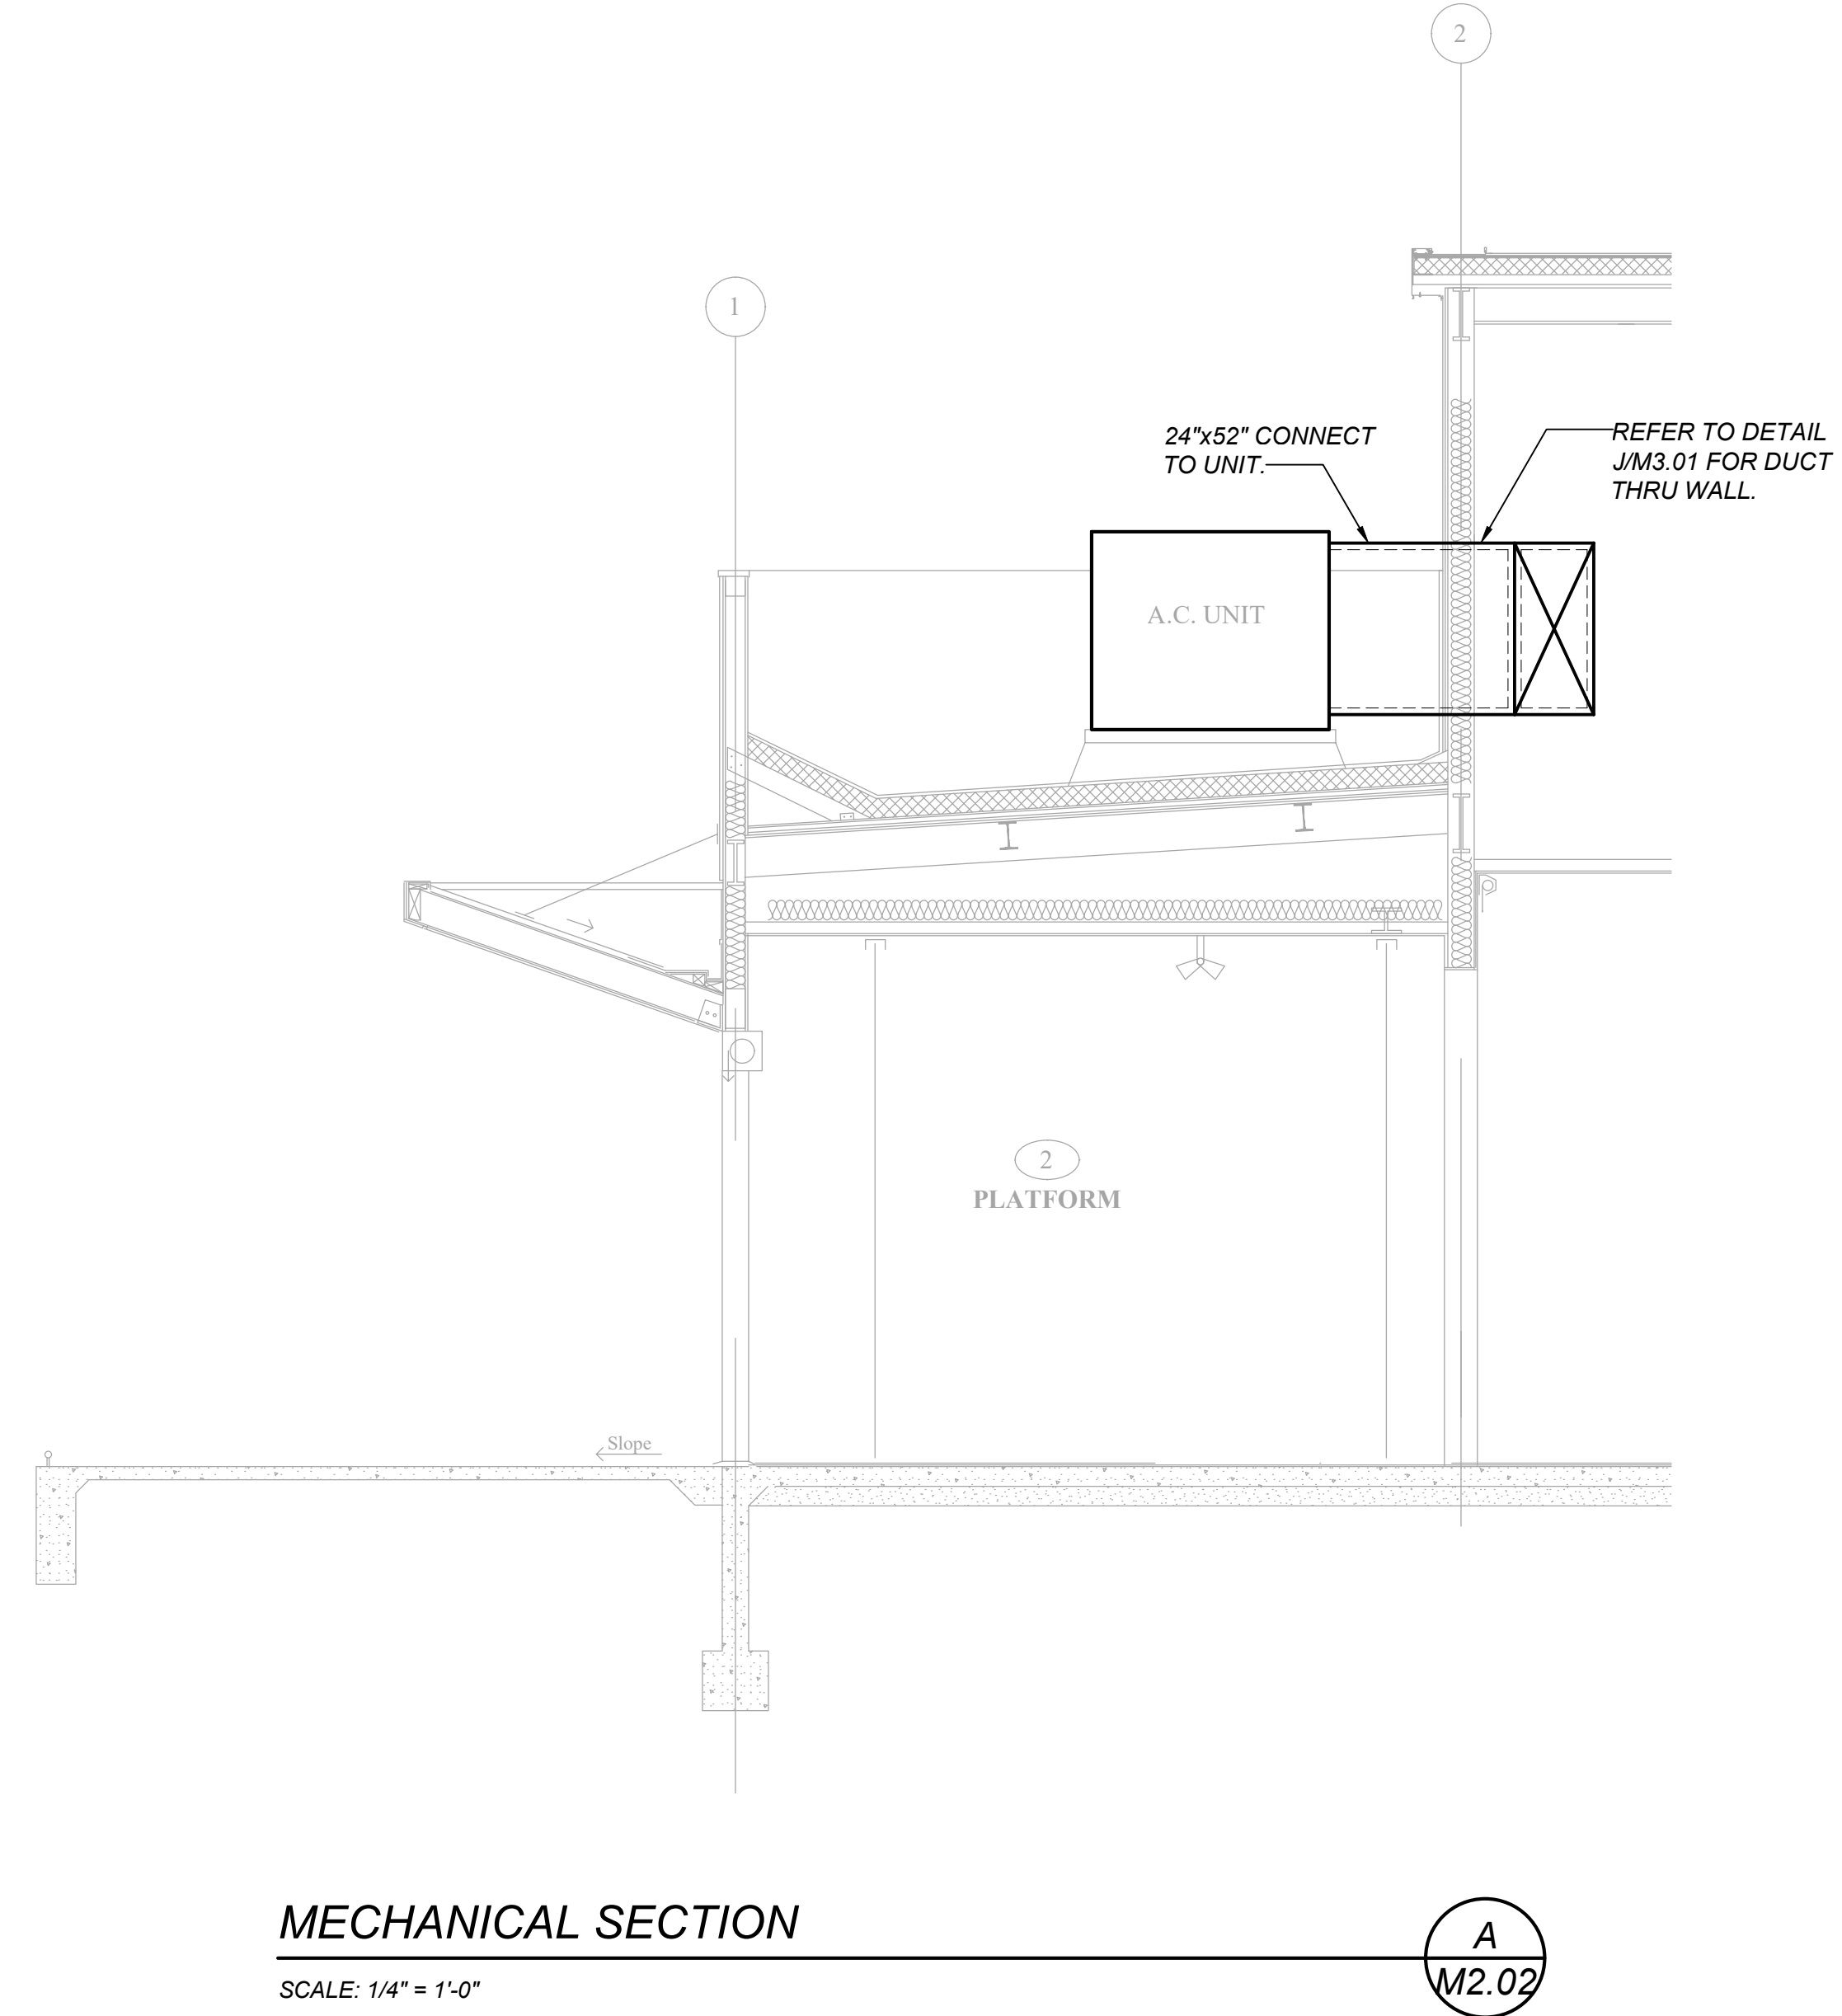 2
1
24"x52" CONNECT
TO UNIT.
REFER TO DETAIL
J/M3.01 FOR DUCT
THRU WALL.
A.C. UNIT
2
PLATFORM
Slope
MECHANICAL SECTION
SCALE: 1/4" = 1'-0"
A
M2.02